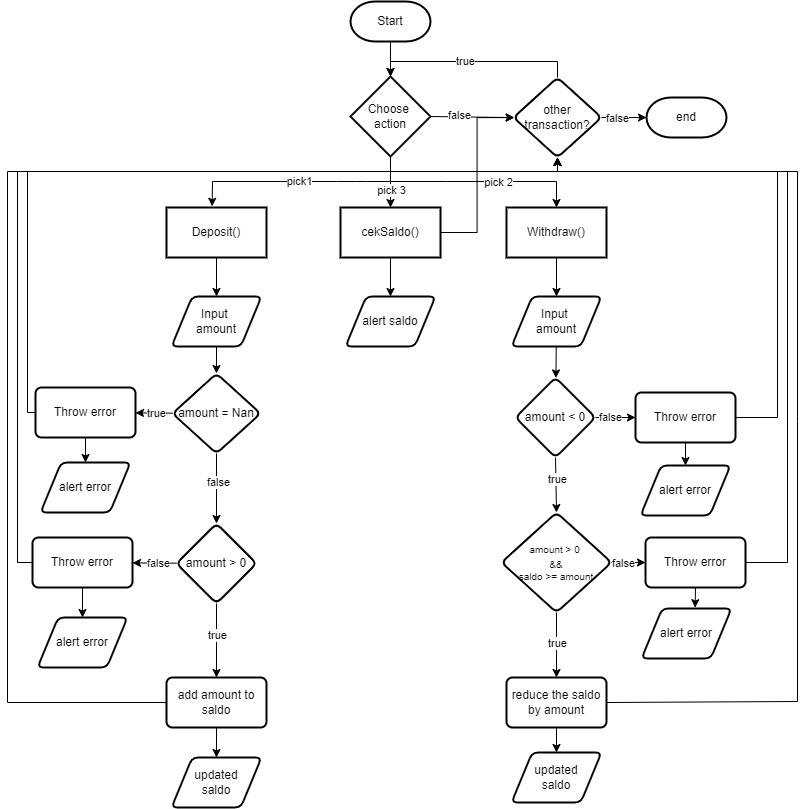 Start
true
Choose
action
false
other
transaction?
false
end
pick1
pick 3
pick 2
Deposit()
cekSaldo()
Withdraw()
Input
amount
alert saldo
Input
amount
Throw error
true
amount = Nan
amount < 0
false
Throw error
alert error
false
true
alert error
Throw error
false
amount > 0
amount > 0
&&
saldo >= amount
false
Throw error
alert error
true
true
alert error
add amount to
saldo
reduce the saldo
by amount
updated
saldo
updated
saldo